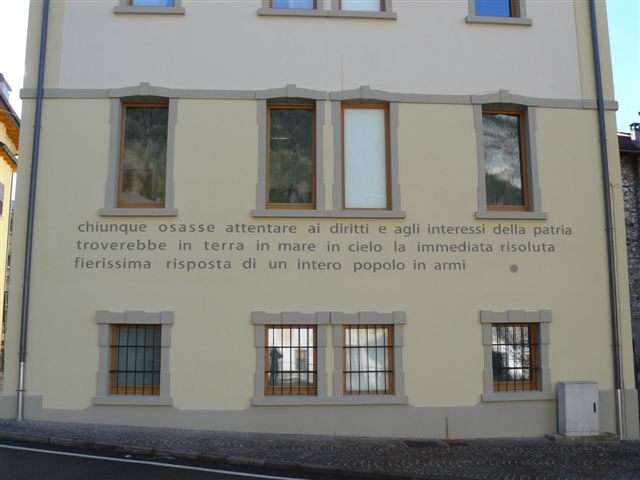 chiunque osasse attentare ai diritti e agli interessi della patria
troverebbe in terra in mare in cielo la immediata risoluta
fierissima risposta di un intero popolo in armi